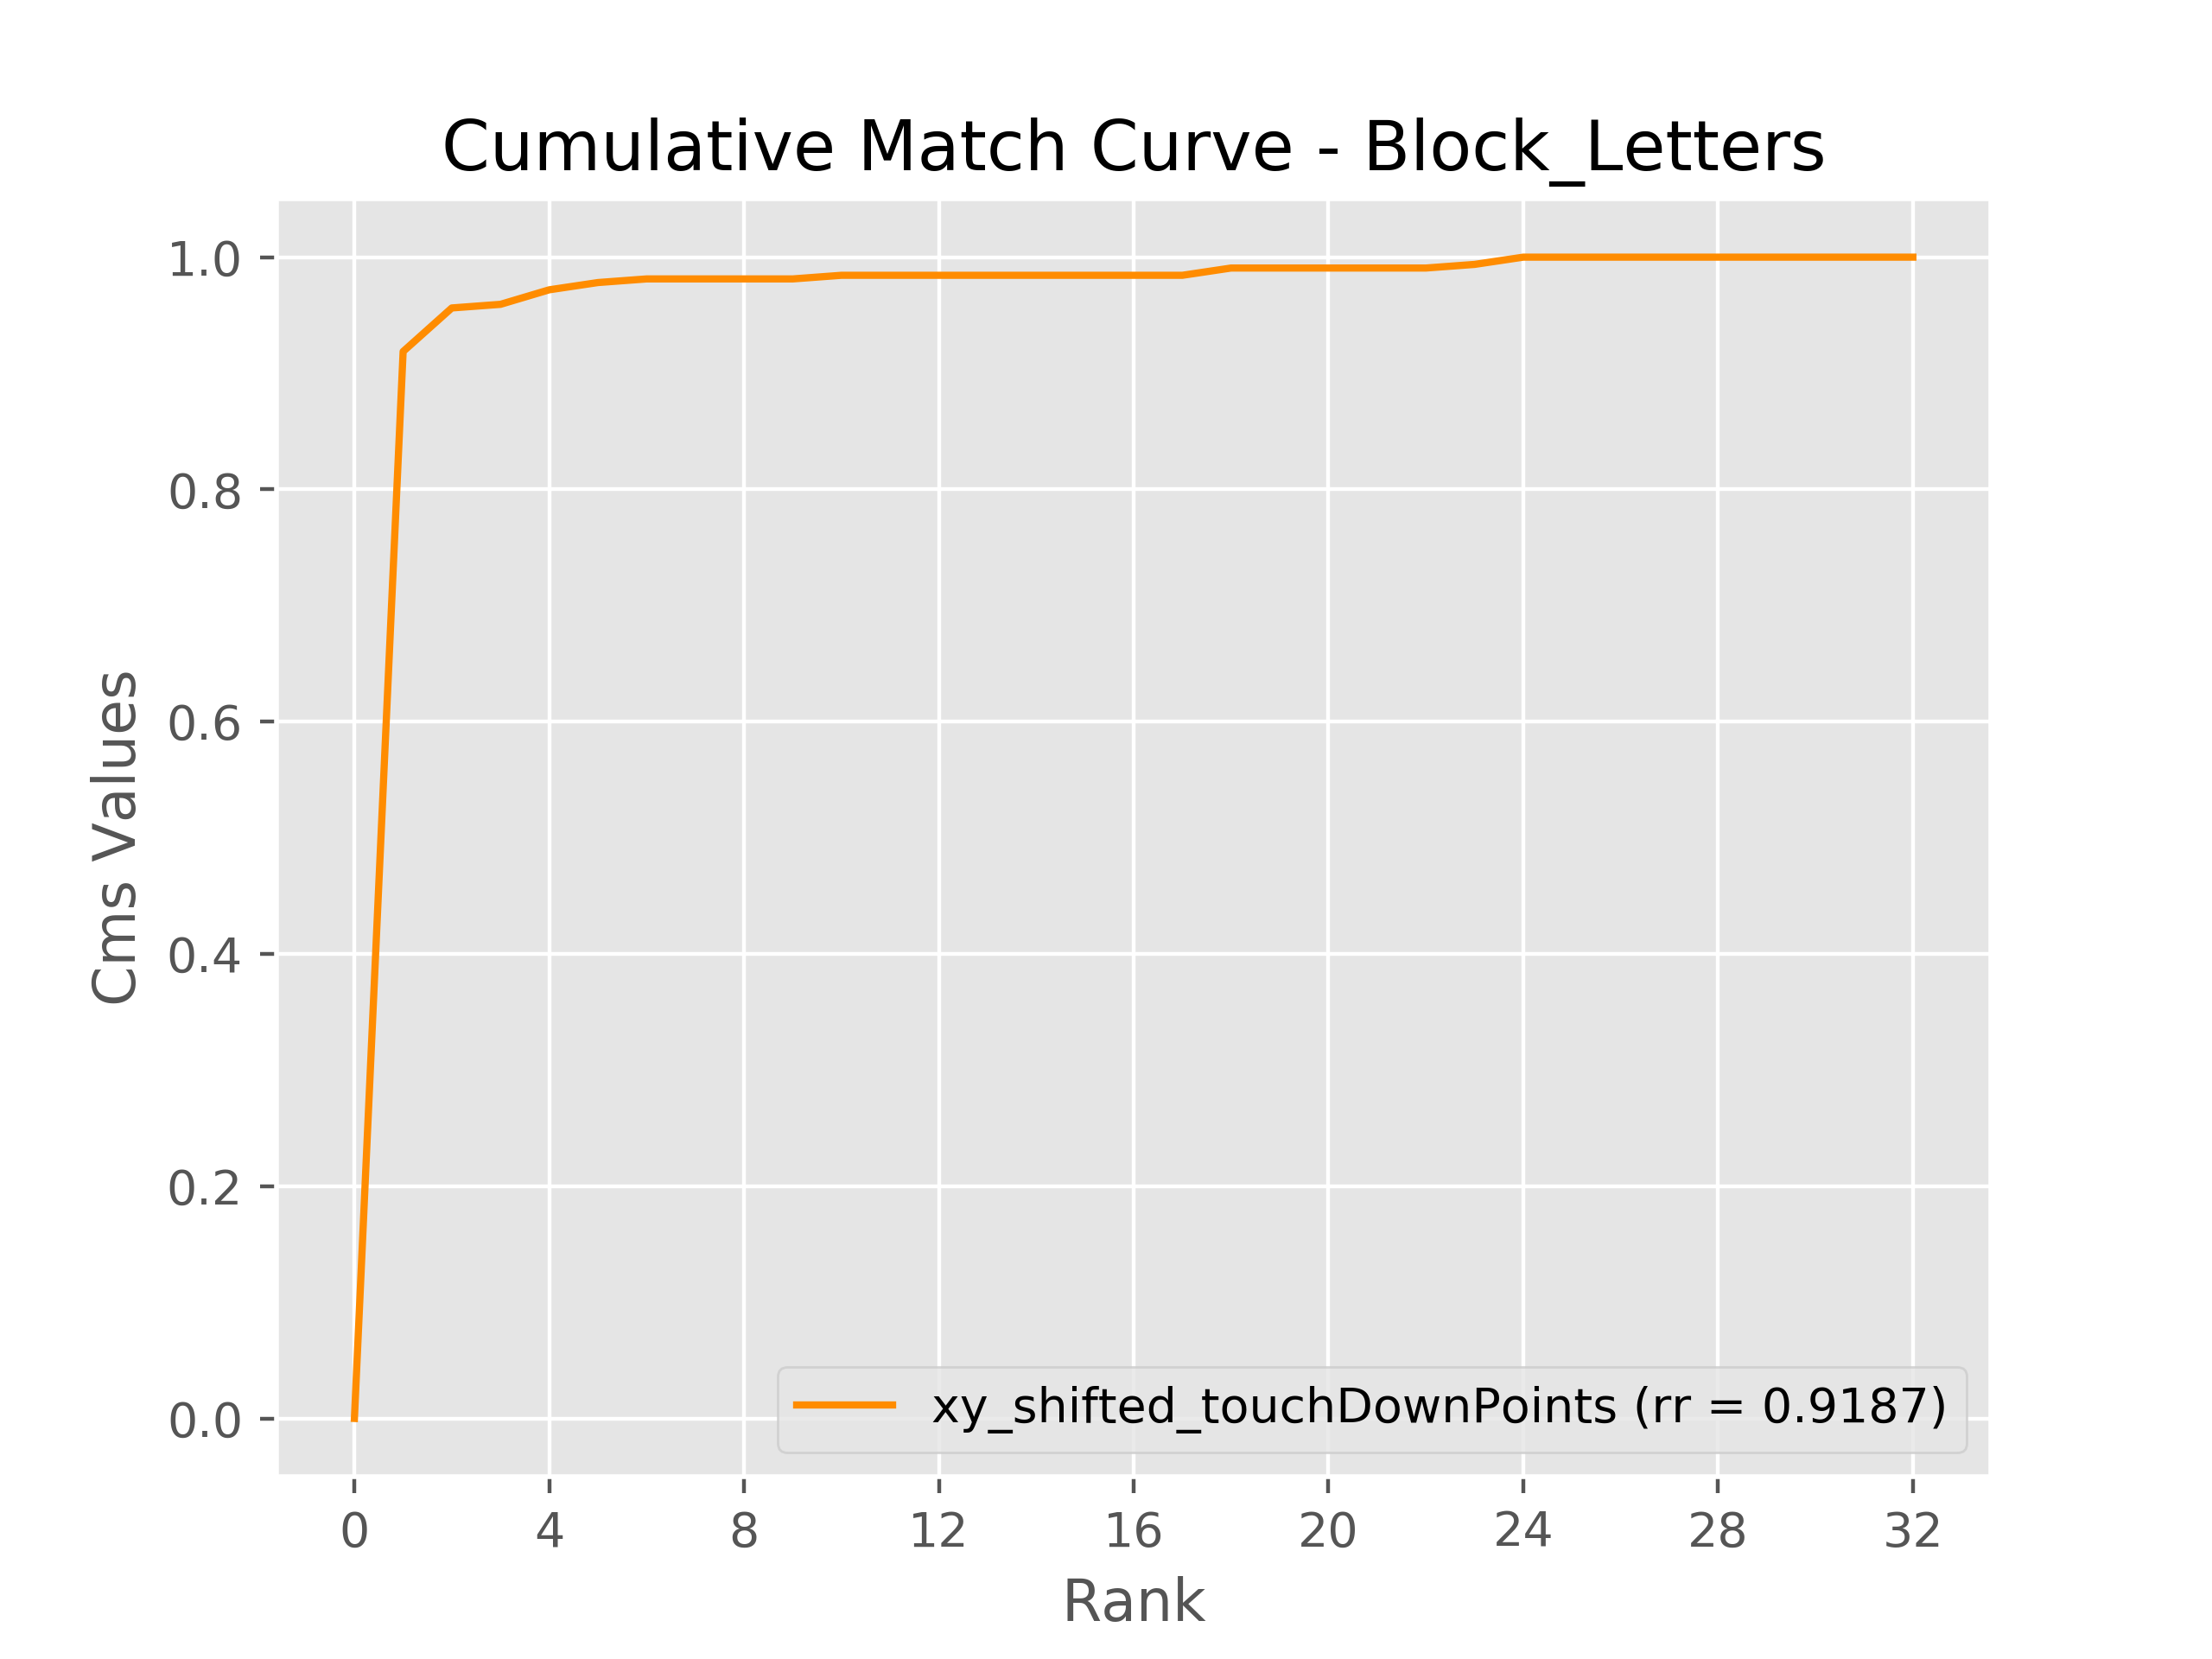 Cumulative Match Curve - Block_Letters
1.0
0.8
0.6
0.4
0.2
0.0
Cms Values
xy_shifted_touchDownPoints (rr = 0.9187)
0 4 8 12 16 20 24 28 32
Rank